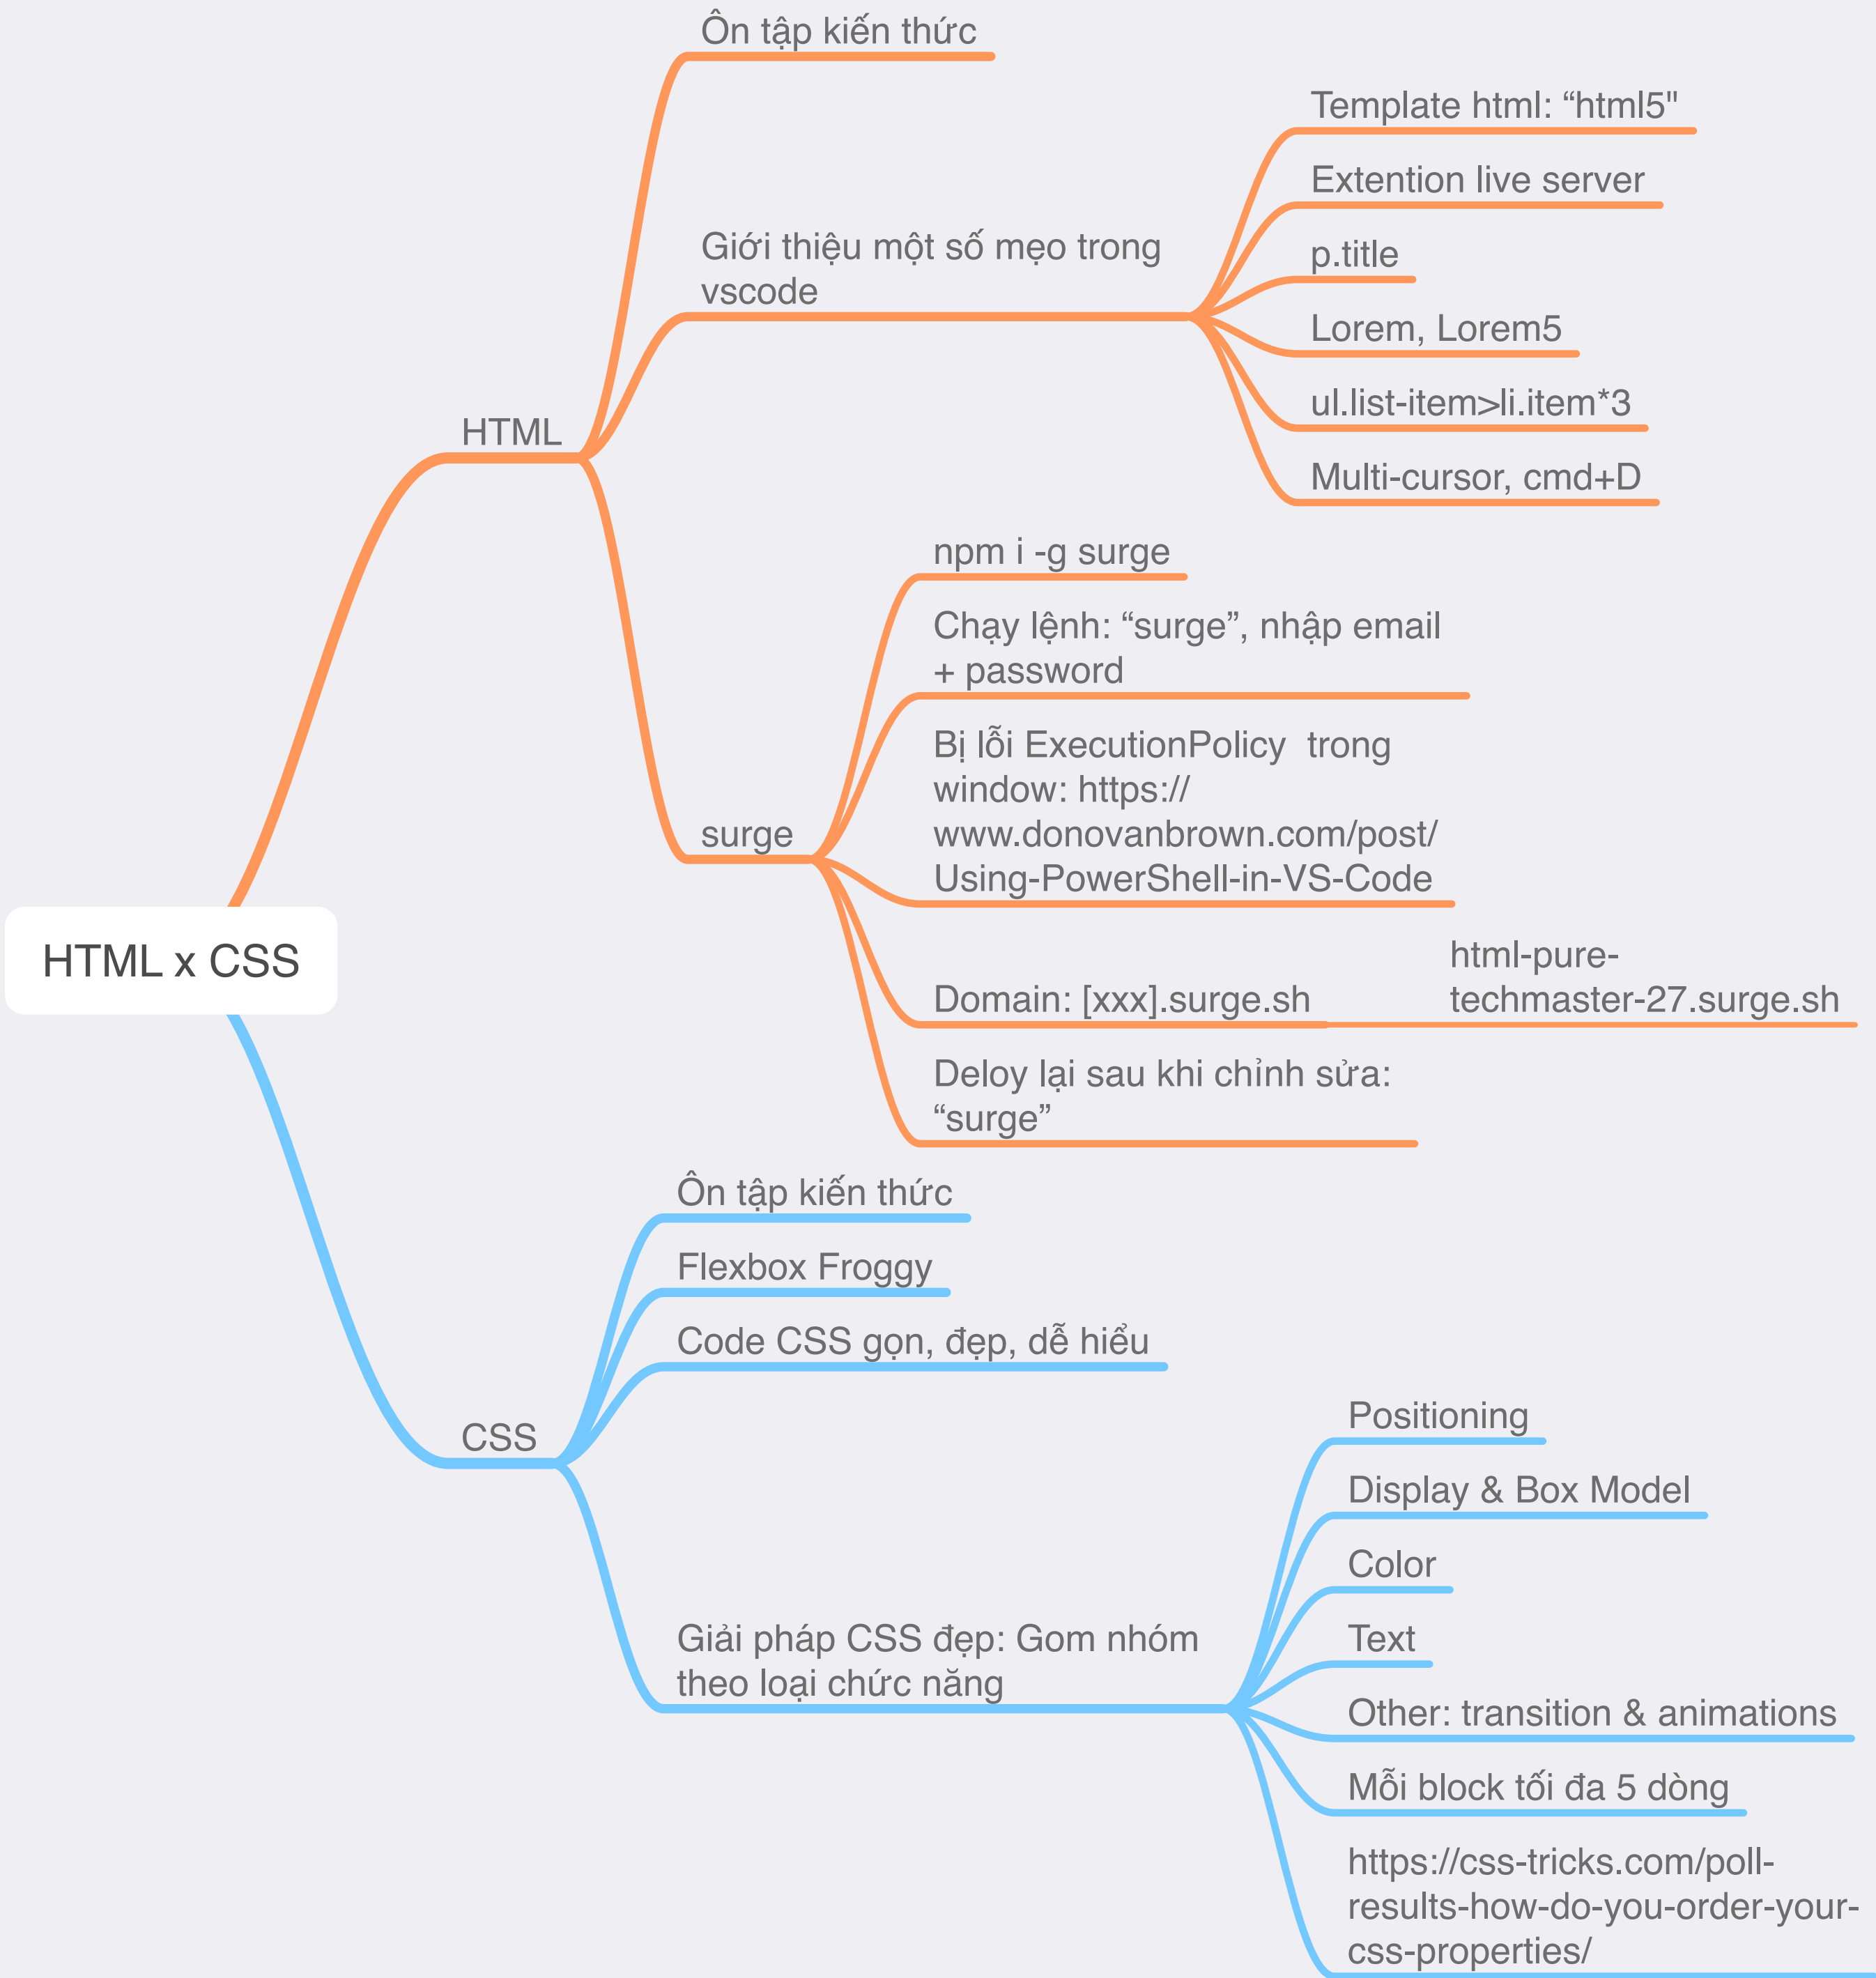 Ôn tập kiến thức
Template html: “html5"
Extention live server
Giới thiệu một số mẹo trong
vscode
p.title
Lorem, Lorem5
ul.list-item>li.item*3
HTML
Multi-cursor, cmd+D
npm i -g surge
Chạy lệnh: “surge”, nhập email
+ password
Bị lỗi ExecutionPolicy  trong
window: https://
www.donovanbrown.com/post/
Using-PowerShell-in-VS-Code
surge
HTML x CSS
Domain: [xxx].surge.sh
html-pure-
techmaster-27.surge.sh
Deloy lại sau khi chỉnh sửa:
“surge”
Ôn tập kiến thức
Flexbox Froggy
Code CSS gọn, đẹp, dễ hiểu
CSS
Positioning
Display & Box Model
Color
Giải pháp CSS đẹp: Gom nhóm
theo loại chức năng
Text
Other: transition & animations
Mỗi block tối đa 5 dòng
https://css-tricks.com/poll-
results-how-do-you-order-your-
css-properties/